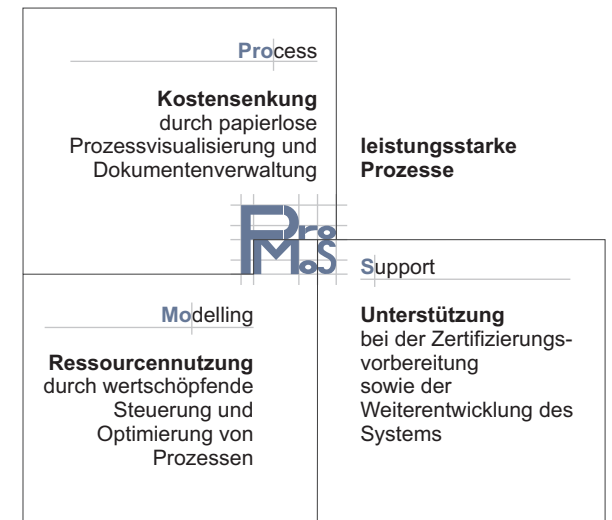 Process
Kostensenkung
durch papierlose
Prozessvisualisierung und
Dokumentenverwaltung
leistungsstarke
Prozesse
ProMoS
Support
Unterstützung
bei der Zertifizierungs-
vorbereitung
sowie der
Weiterentwicklung des
Systems
Modelling
Ressourcennutzung
durch wertschöpfende
Steuerung und
Optimierung von
Prozessen